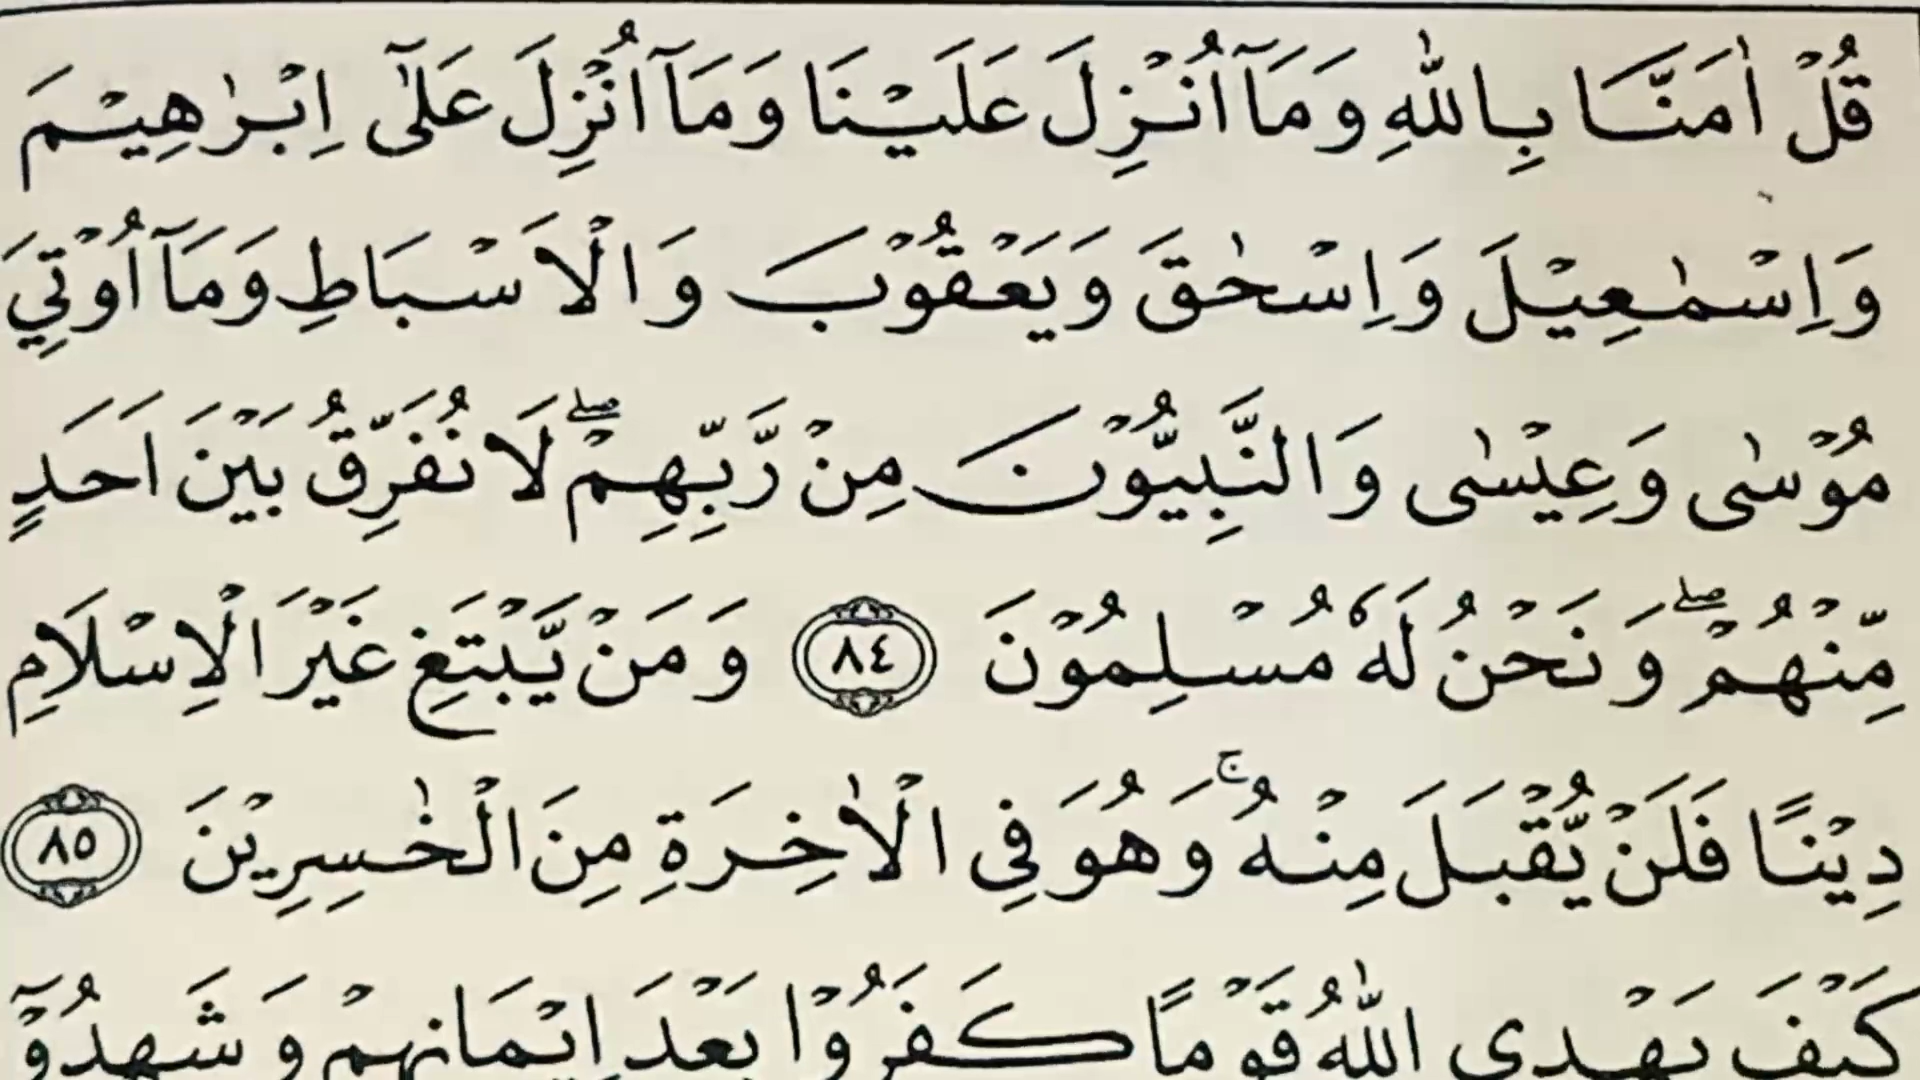 قُلْ اٰمَنَّا بِاللّٰهِ وَمَآ اُنْزِلَ عَلَيْنَا وَمَآ اُنْزِلَ عَلٰٓى اِبْرٰهِيْمَ
وَاِسْمٰعِيْلَ وَاِسْحٰقَ وَيَعْقُوْبَ وَالْاَسْبَاطِ وَمَآ اُوْتِيَ
مُوْسٰى وَعِيْسٰى وَالنَّبِيُّوْنَ مِنْ رَّبِّهِمْۖ لَا نُفَرِّقُ بَيْنَ اَحَدٍ
مِّنْهُمْۖ وَنَحْنُ لَهٗ مُسْلِمُوْنَ ٨٤ وَمَنْ يَّبْتَغِ غَيْرَ الْاِسْلَامِ
دِيْنًا فَلَنْ يُّقْبَلَ مِنْهُۚ وَهُوَ فِى الْاٰخِرَةِ مِنَ الْخٰسِرِيْنَ ٨٥
كَيْفَ يَهْدِى اللّٰهُ قَوْمًا كَفَرُوْا بَعْدَ اِيْمَانِهِمْ وَشَهِدُوْٓ